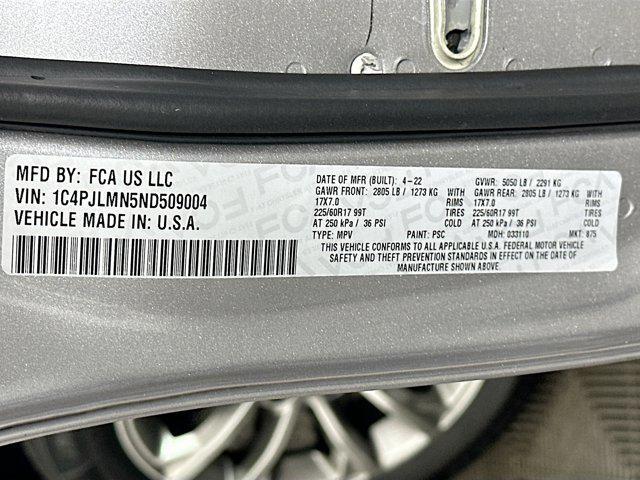 MFD BY: FCA US LLC
VIN: 1C4PJLMN5ND509004
VEHICLE MADE IN: U.S.A.
DATE OF MFR (BUILT): 4-22 GVWR: 5050 LB / 2291 KG
GAWR FRONT: 2805 LB / 1273 KG WITH GAWR REAR: 2805 LB / 1273 KG WITH
17X7.0 RIMS 17X7.0 RIMS
225/60R17 99T TIRES 225/60R17 99T TIRES
AT 250 kPa / 36 PSI COLD AT 250 kPa / 36 PSI COLD
THIS VEHICLE CONFORMS TO ALL APPLICABLE U.S.A. FEDERAL MOTOR VEHICLE
SAFETY AND THEFT PREVENTION STANDARDS IN EFFECT ON THE DATE OF
MANUFACTURE SHOWN ABOVE.
TYPE: MPV PAINT: PSC MDH: 033110 MKT: 875